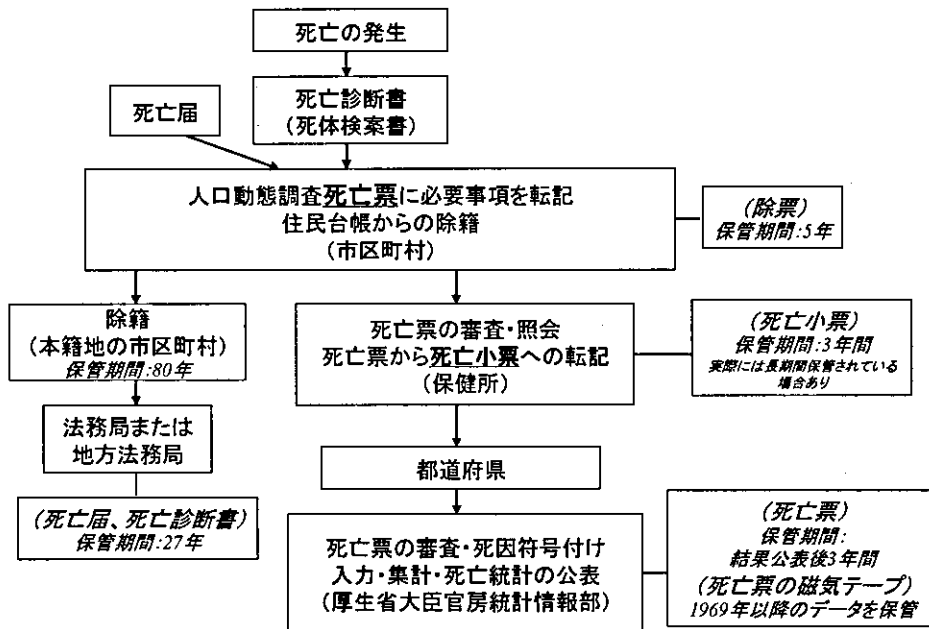 死亡の発生
死亡届
死亡診断書
(死体検案書)
人口動態調査死亡票に必要事項を転記
住民台帳からの除籍
(市区町村)
(除票)
保管期間:5年
除籍
(本籍地の市区町村)
保管期間:80年
死亡票の審査・照会
死亡票から死亡小票への転記
(保健所)
(死亡小票)
保管期間:3年間
実際には長期間保管されている
場合あり
法務局または
地方法務局
都道府県
(死亡届、死亡診断書)
保管期間:27年
死亡票の審査・死因符号付け
入力・集計・死亡統計の公表
(厚生省大臣官房統計情報部)
(死亡票)
保管期間:
結果公表後3年間
(死亡票の磁気テープ)
1969年以降のデータを保管